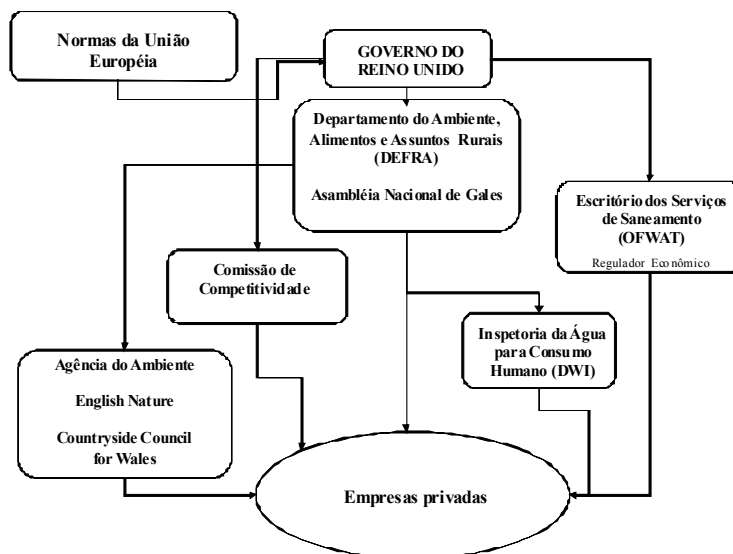 Normas da União
Européia
GOVERNO DO
REINO UNIDO
Departamento do Ambiente,
Alimentos e Assuntos Rurais
(DEFRA)
Asambléia Nacional de Gales
Escritório dos Serviços
de Saneamento
(OFWAT)
Regulador Econômico
Comissão de
Competitividade
Inspetoria da Água
para Consumo
Humano (DWI)
Agência do Ambiente
English Nature
Countryside Council
for Wales
Empresas privadas